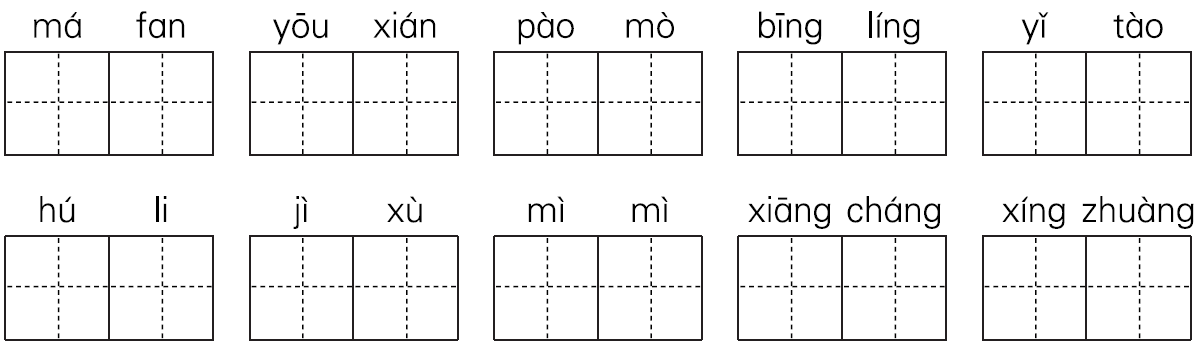 má fan yōu xián pào mò bīng líng yǐ tào
hú li jì xù mì mì xiāng cháng xíng zhuàng